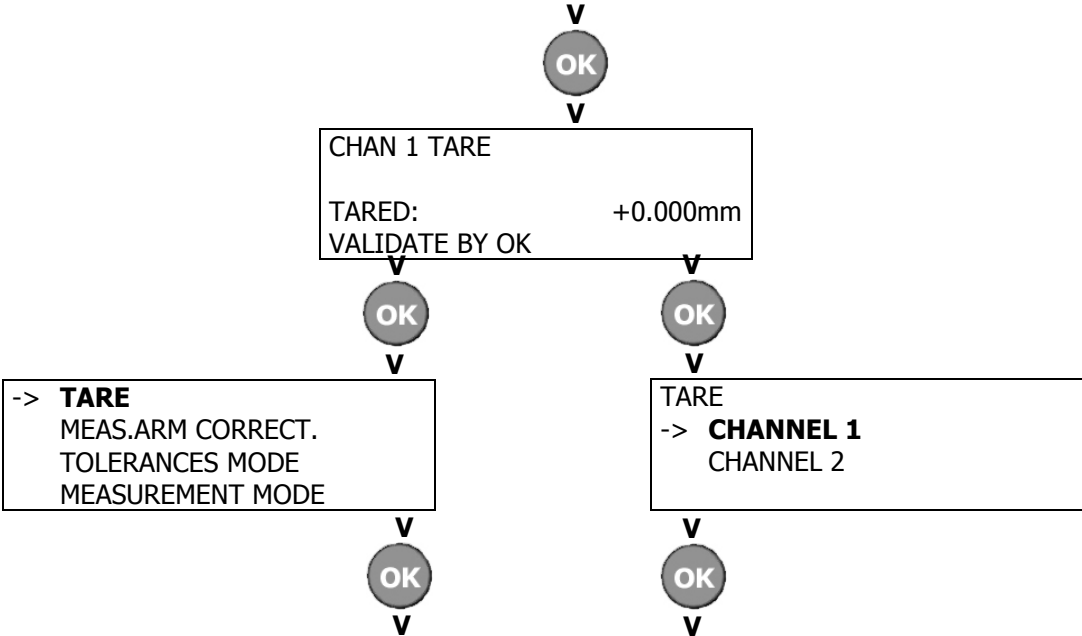 V
OK
V
CHAN 1 TARE
TARED: +0.000mm
VALIDATE BY OK
V V
OK OK
V V
-> TARE
MEAS.ARM CORRECT.
TOLERANCES MODE
MEASUREMENT MODE
TARE
-> CHANNEL 1
CHANNEL 2
V V
OK OK
V V